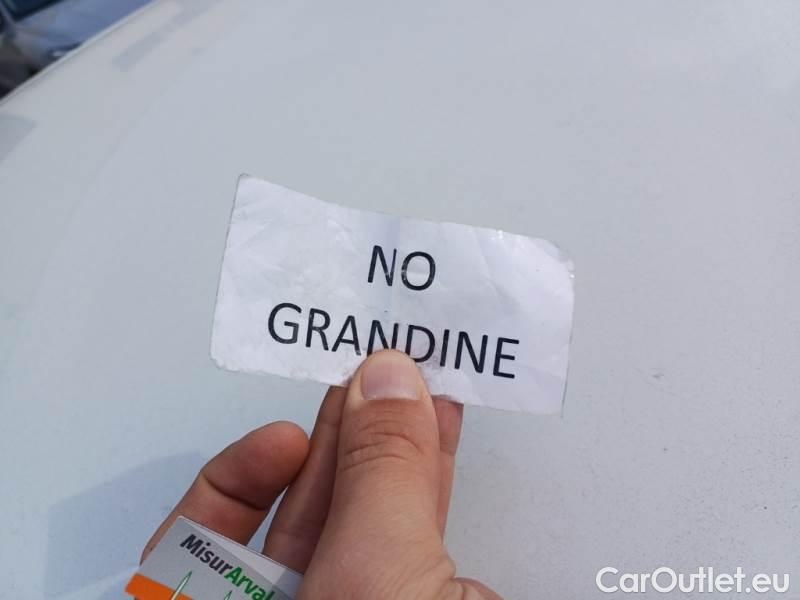 NO
GRANDINE
MisurArval
CarOutlet.eu